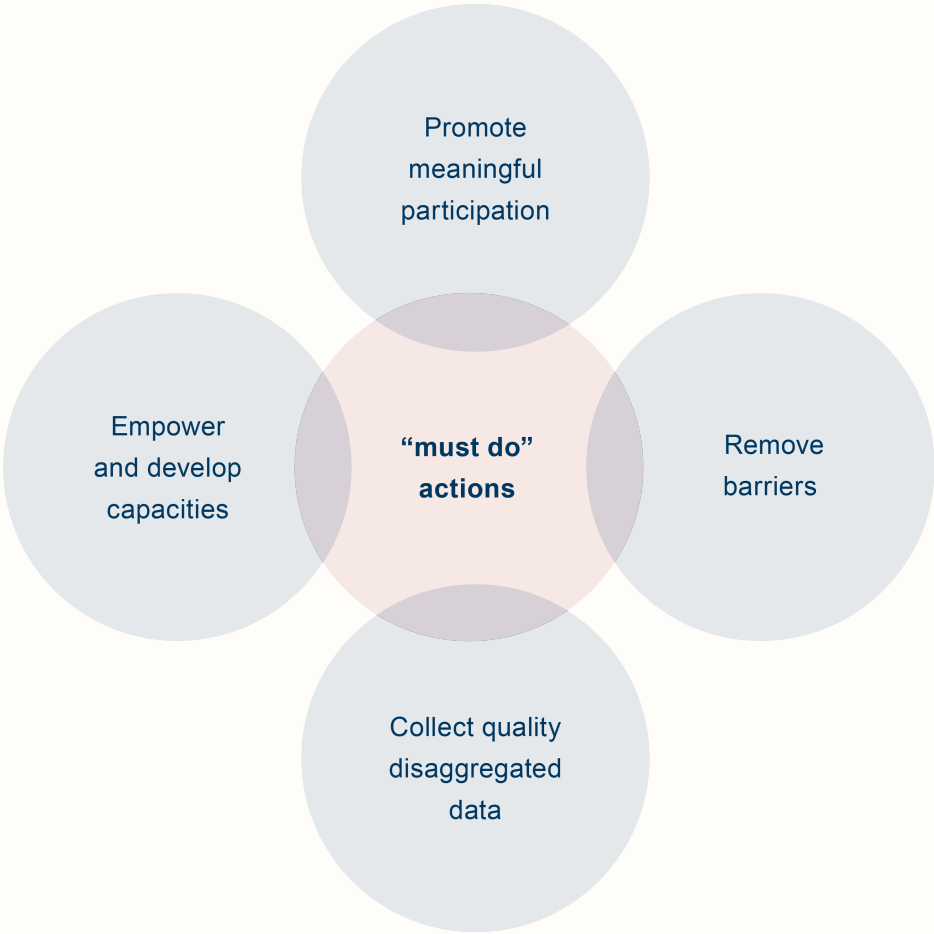 Promote
meaningful
participation
Empower
and develop
capacities
“must do”
actions
Remove
barriers
Collect quality
disaggregated
data